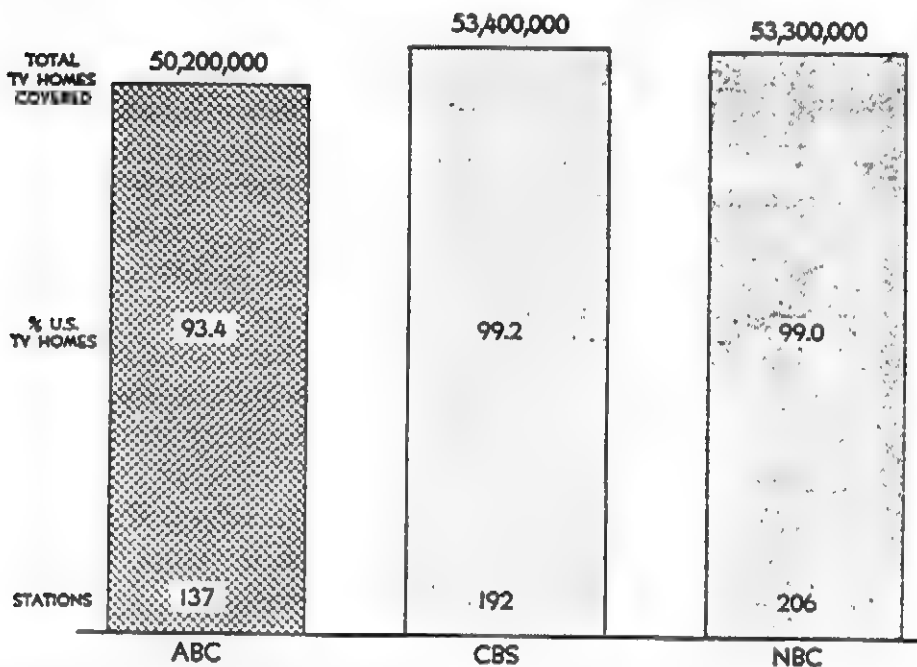 TOTAL
TV HOMES
COVERED
50,200,000
53,400,000
53,300,000
% U.S.
TV HOMES
93.4
99.2
99.0
STATIONS
137
192
206
ABC
CBS
NBC